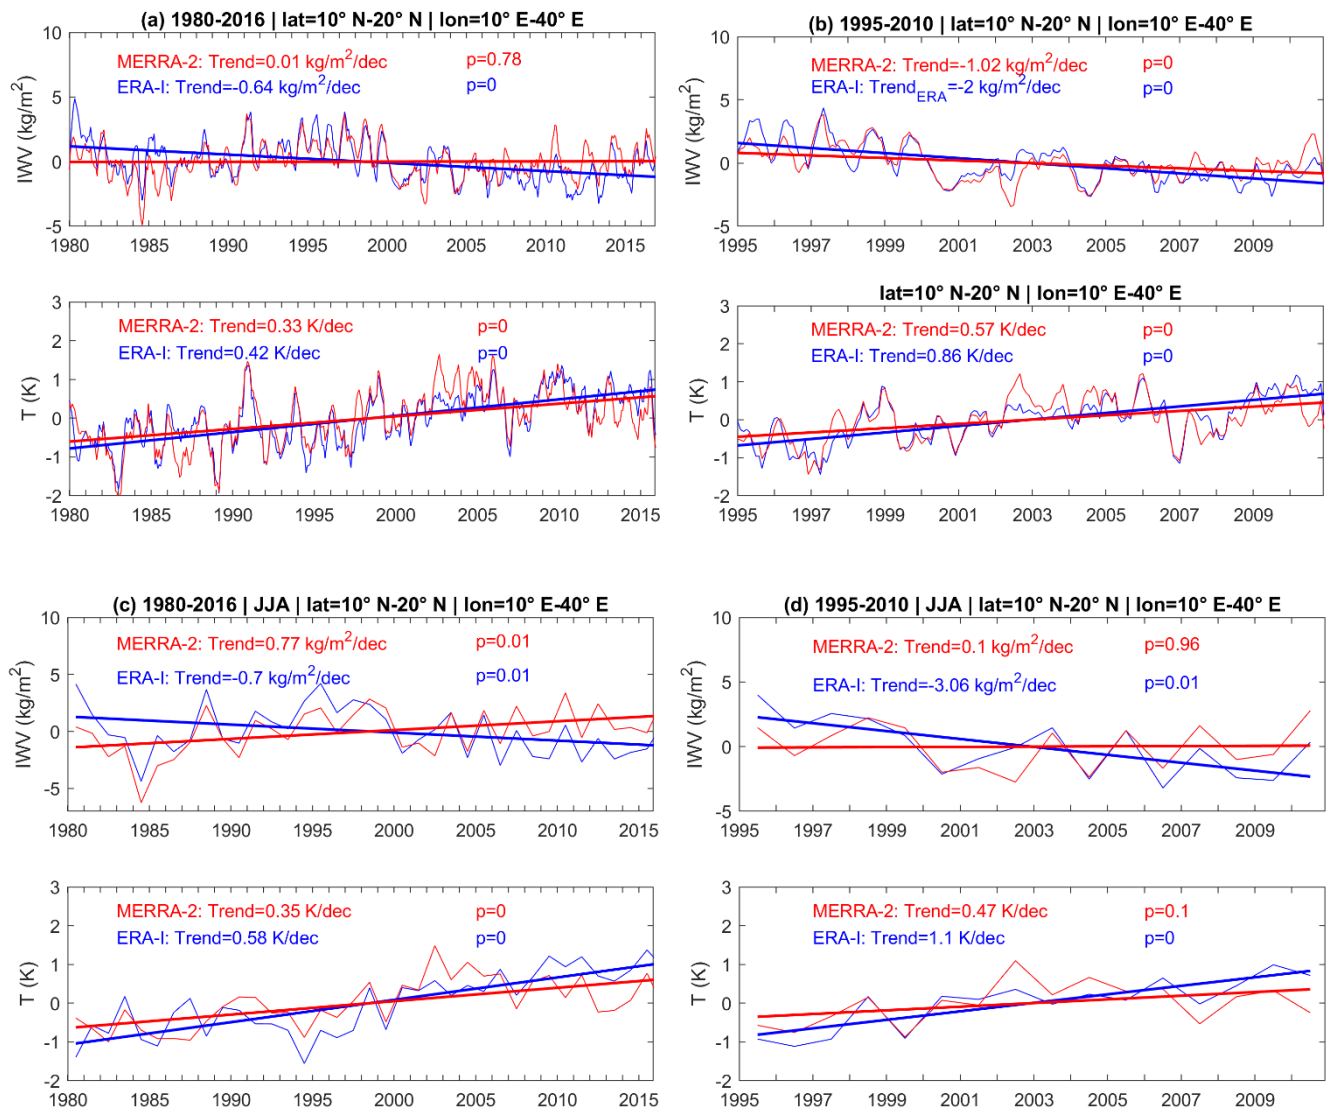 (a) 1980-2016 | lat=10° N-20° N | lon=10° E-40° E
10
5
0
-5
IWV (kg/m²)
MERRA-2: Trend=0.01 kg/m²/dec p=0.78
ERA-I: Trend=-0.64 kg/m²/dec p=0
1980 1985 1990 1995 2000 2005 2010 2015
3
2
1
0
-1
-2
T (K)
MERRA-2: Trend=0.33 K/dec p=0
ERA-I: Trend=0.42 K/dec p=0
1980 1985 1990 1995 2000 2005 2010 2015
(b) 1995-2010 | lat=10° N-20° N | lon=10° E-40° E
10
5
0
-5
IWV (kg/m²)
MERRA-2: Trend=-1.02 kg/m²/dec p=0
ERA-I: Trend_ERA=-2 kg/m²/dec p=0
1995 1997 1999 2001 2003 2005 2007 2009
lat=10° N-20° N | lon=10° E-40° E
3
2
1
0
-1
-2
T (K)
MERRA-2: Trend=0.57 K/dec p=0
ERA-I: Trend=0.86 K/dec p=0
1995 1997 1999 2001 2003 2005 2007 2009
(c) 1980-2016 | JJA | lat=10° N-20° N | lon=10° E-40° E
10
5
0
-5
IWV (kg/m²)
MERRA-2: Trend=0.77 kg/m²/dec p=0.01
ERA-I: Trend=-0.7 kg/m²/dec p=0.01
1980 1985 1990 1995 2000 2005 2010 2015
3
2
1
0
-1
-2
T (K)
MERRA-2: Trend=0.35 K/dec p=0
ERA-I: Trend=0.58 K/dec p=0
1980 1985 1990 1995 2000 2005 2010 2015
(d) 1995-2010 | JJA | lat=10° N-20° N | lon=10° E-40° E
10
5
0
-5
IWV (kg/m²)
MERRA-2: Trend=0.1 kg/m²/dec p=0.96
ERA-I: Trend=-3.06 kg/m²/dec p=0.01
1995 1997 1999 2001 2003 2005 2007 2009
3
2
1
0
-1
-2
T (K)
MERRA-2: Trend=0.47 K/dec p=0.1
ERA-I: Trend=1.1 K/dec p=0
1995 1997 1999 2001 2003 2005 2007 2009